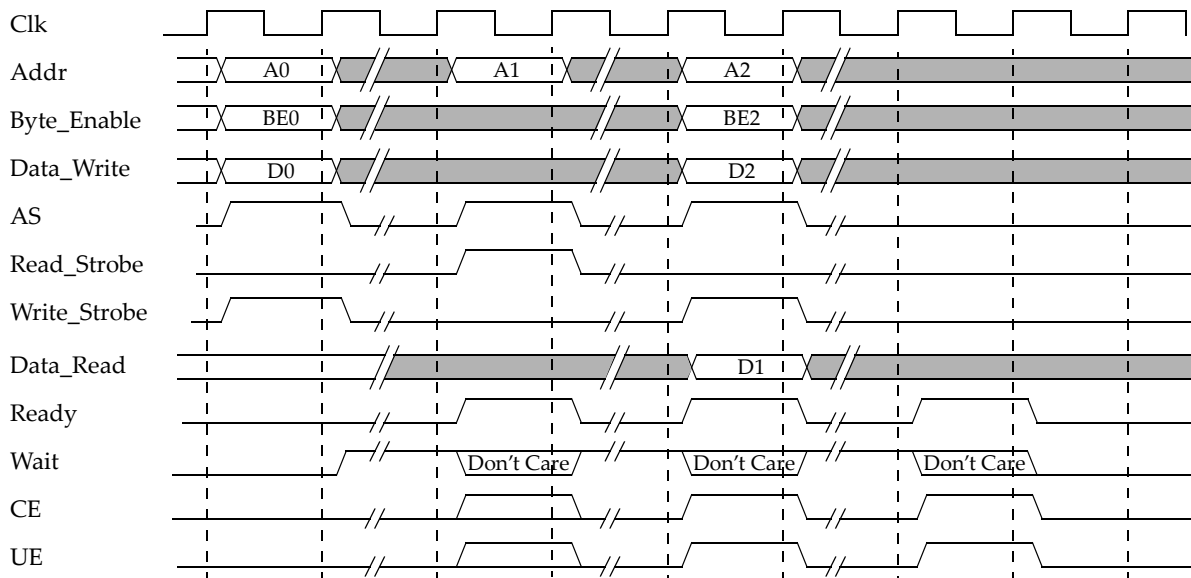 Clk
Addr A0 A1 A2
Byte_Enable BE0 BE2
Data_Write D0 D2
AS
Read_Strobe
Write_Strobe
Data_Read D1
Ready
Wait Don't Care Don't Care Don't Care
CE
UE